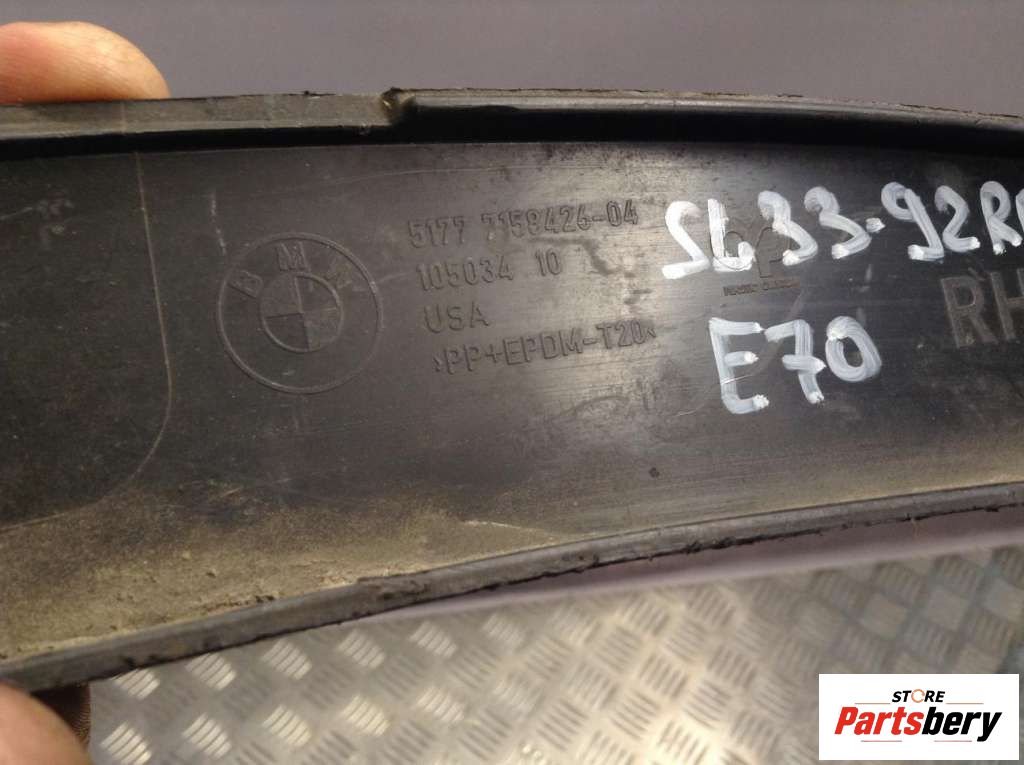 BMW
5177 7158426-04
105034 10
USA
>PP+EPDM-T20<
RH
E70
STORE
Partsbery